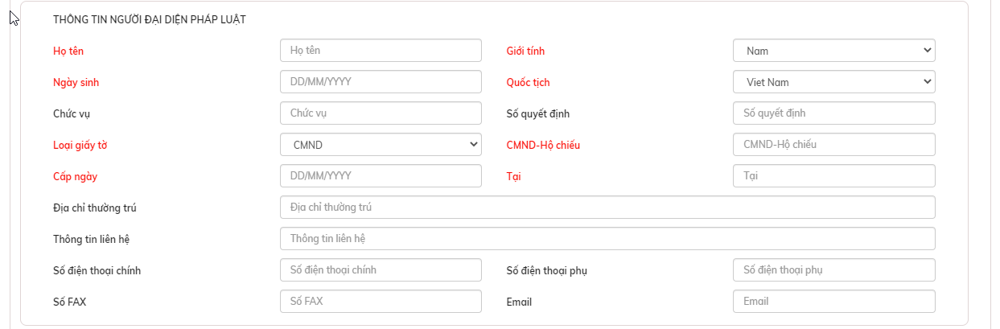 THÔNG TIN NGƯỜI ĐẠI DIỆN PHÁP LUẬT
Họ tên Họ tên Giới tính Nam
Ngày sinh DD/MM/YYYY Quốc tịch Viet Nam
Chức vụ Chức vụ Số quyết định Số quyết định
Loại giấy tờ CMND CMND-Hộ chiếu CMND-Hộ chiếu
Cấp ngày DD/MM/YYYY Tại Tại
Địa chỉ thường trú Địa chỉ thường trú
Thông tin liên hệ Thông tin liên hệ
Số điện thoại chính Số điện thoại chính Số điện thoại phụ Số điện thoại phụ
Số FAX Số FAX Email Email